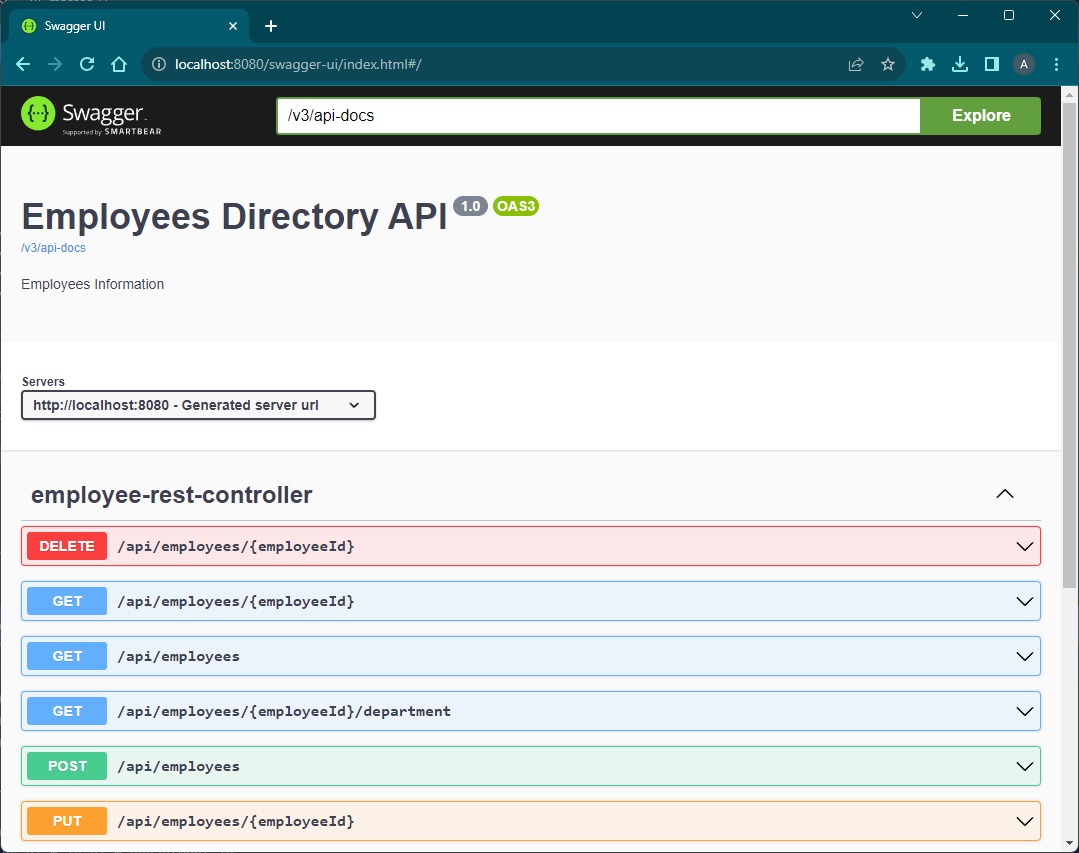 Swagger UI
localhost:8080/swagger-ui/index.html#/
A
Swagger
Supported by SMARTBEAR
/v3/api-docs
Explore
Employees Directory API 1.0 OAS3
/v3/api-docs
Employees Information
Servers
http://localhost:8080 - Generated server url
employee-rest-controller
DELETE /api/employees/{employeeId}
GET /api/employees/{employeeId}
GET /api/employees
GET /api/employees/{employeeId}/department
POST /api/employees
PUT /api/employees/{employeeId}